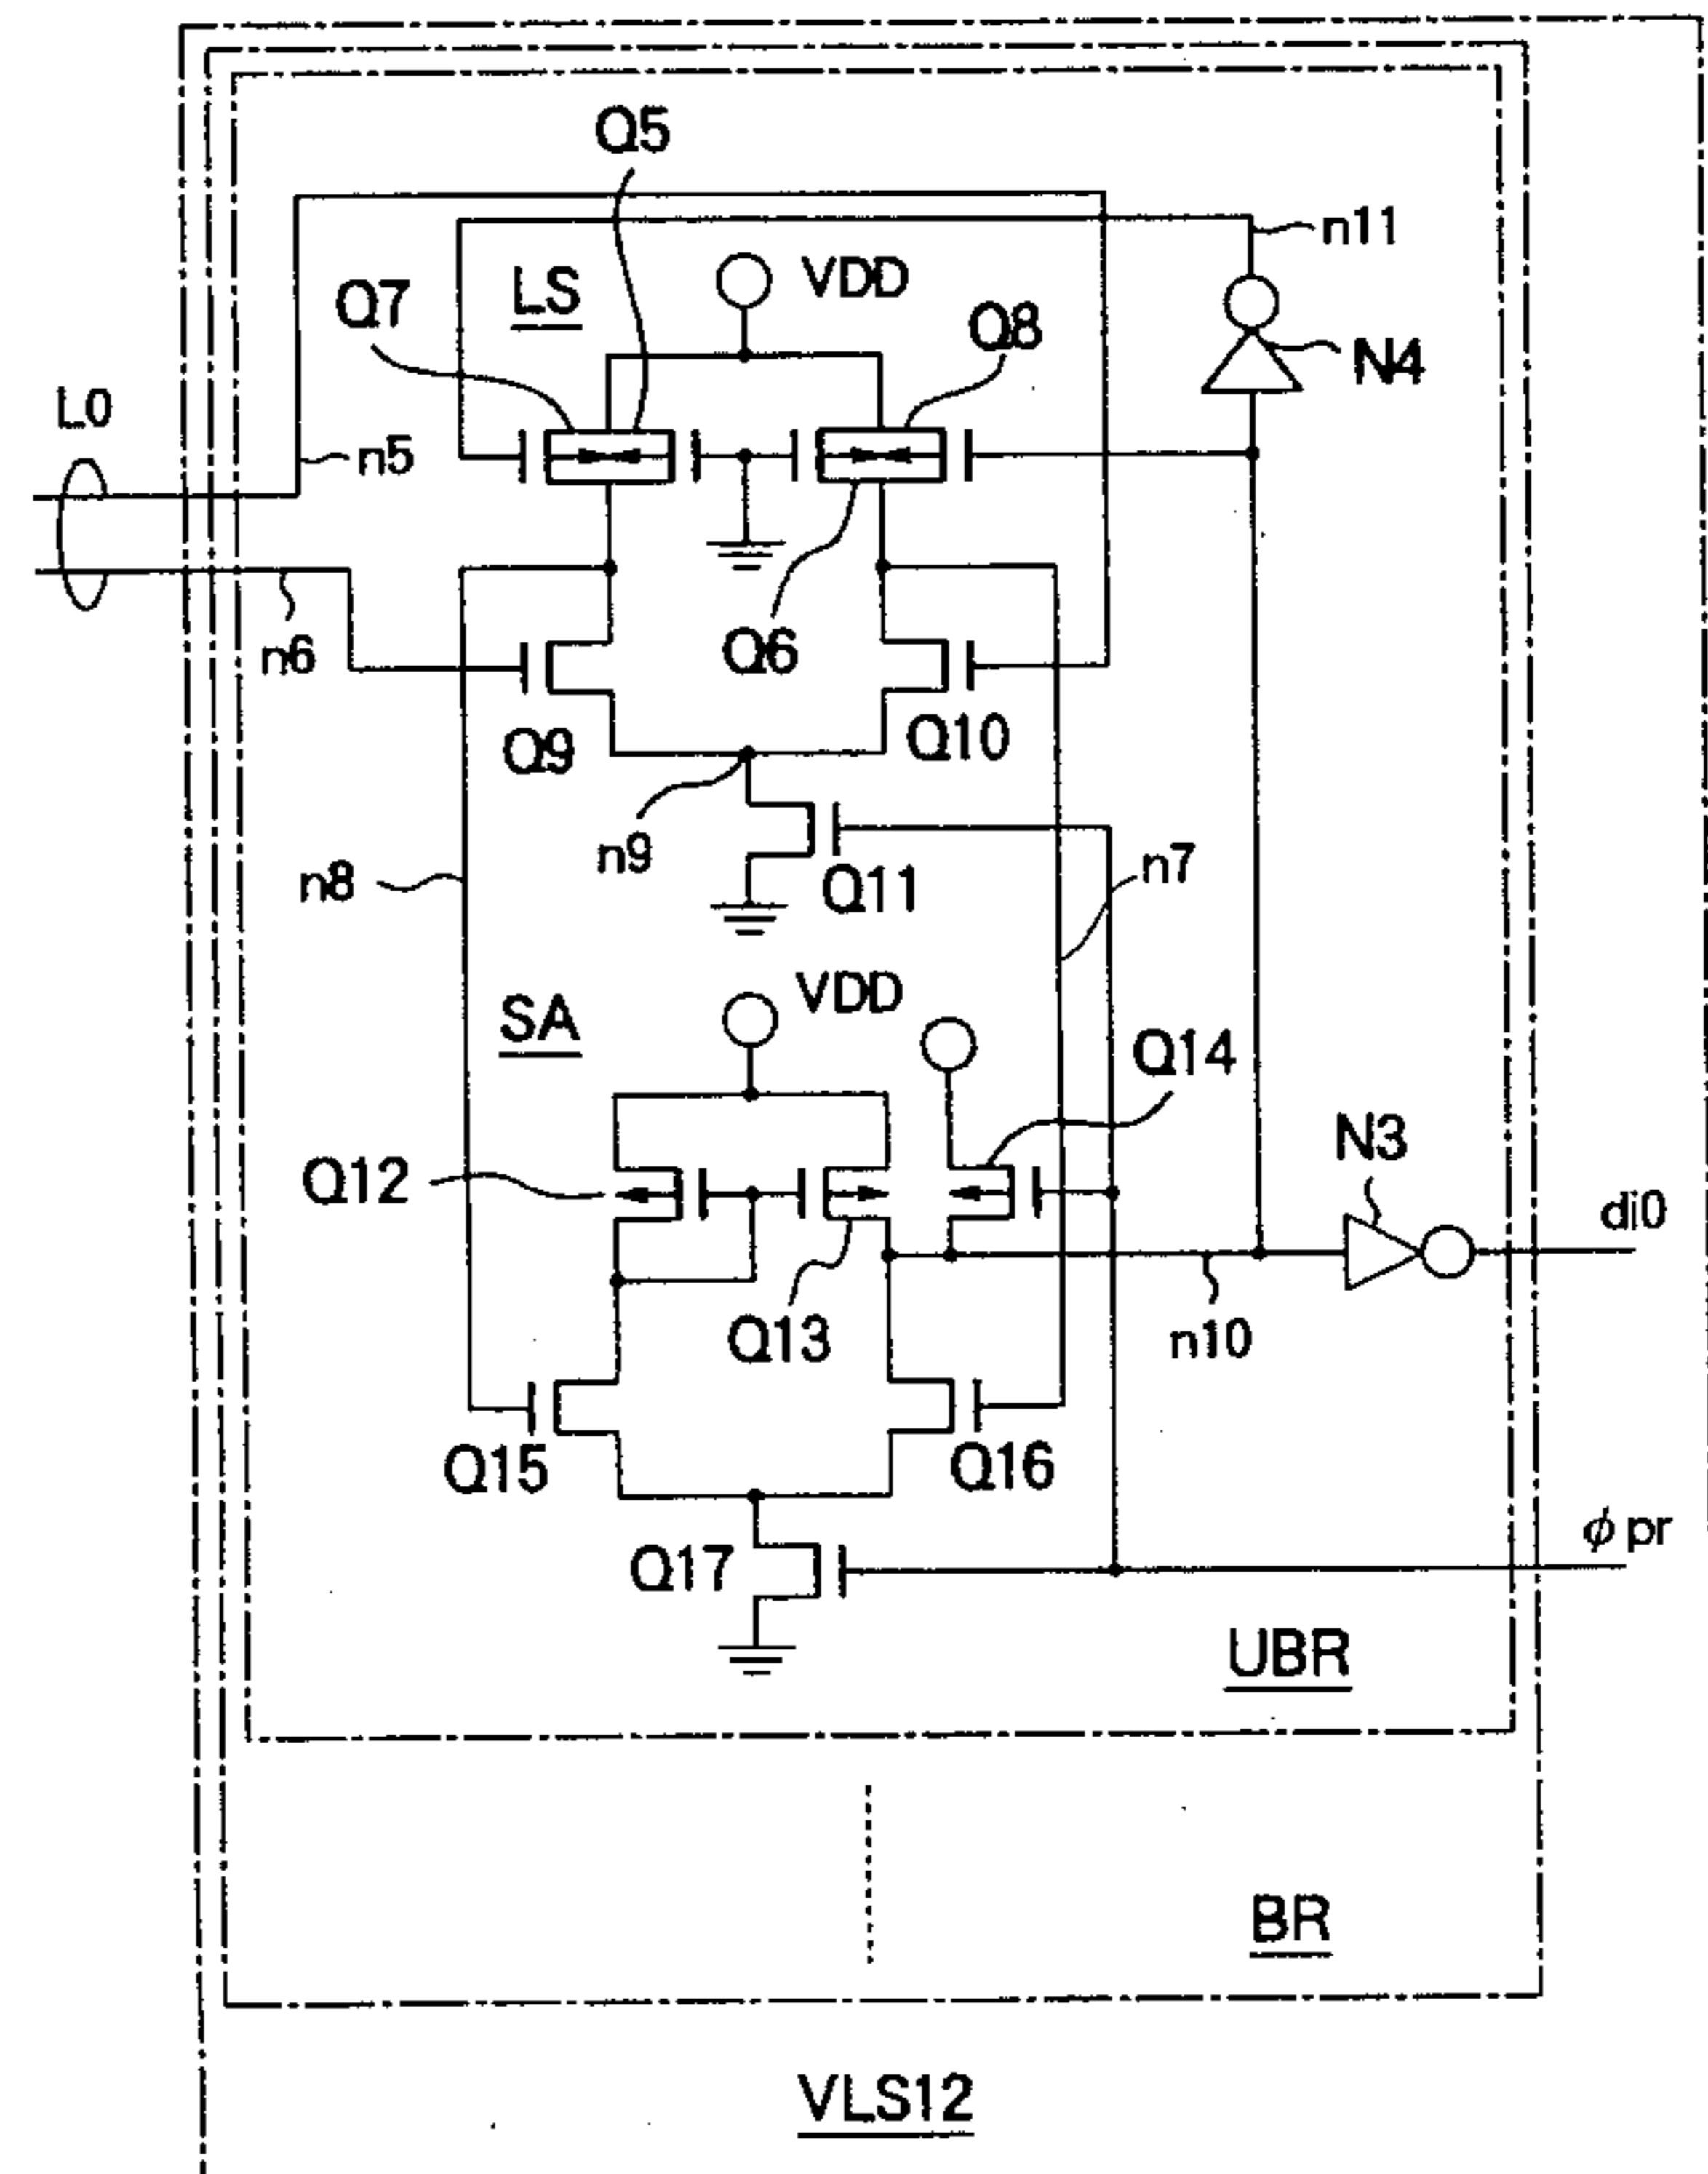 Q5
n11
LS
VDD
Q7
Q8
N4
L0
n5
n6
Q6
Q9
Q10
n9
n8
Q11
n7
SA
VDD
Q14
Q12
N3
di0
Q13
n10
Q15
Q16
Q17
ϕpr
UBR
BR
VLS12